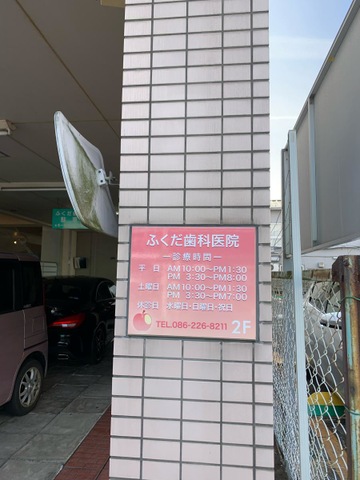 ふくだ歯科医院
―診療時間―
平 日 AM10:00〜PM1:30
PM 3:30〜PM8:00
土曜日 AM10:00〜PM1:30
PM 3:30〜PM7:00
休診日 水曜日・日曜日・祝日
TEL.086-226-8211 2F